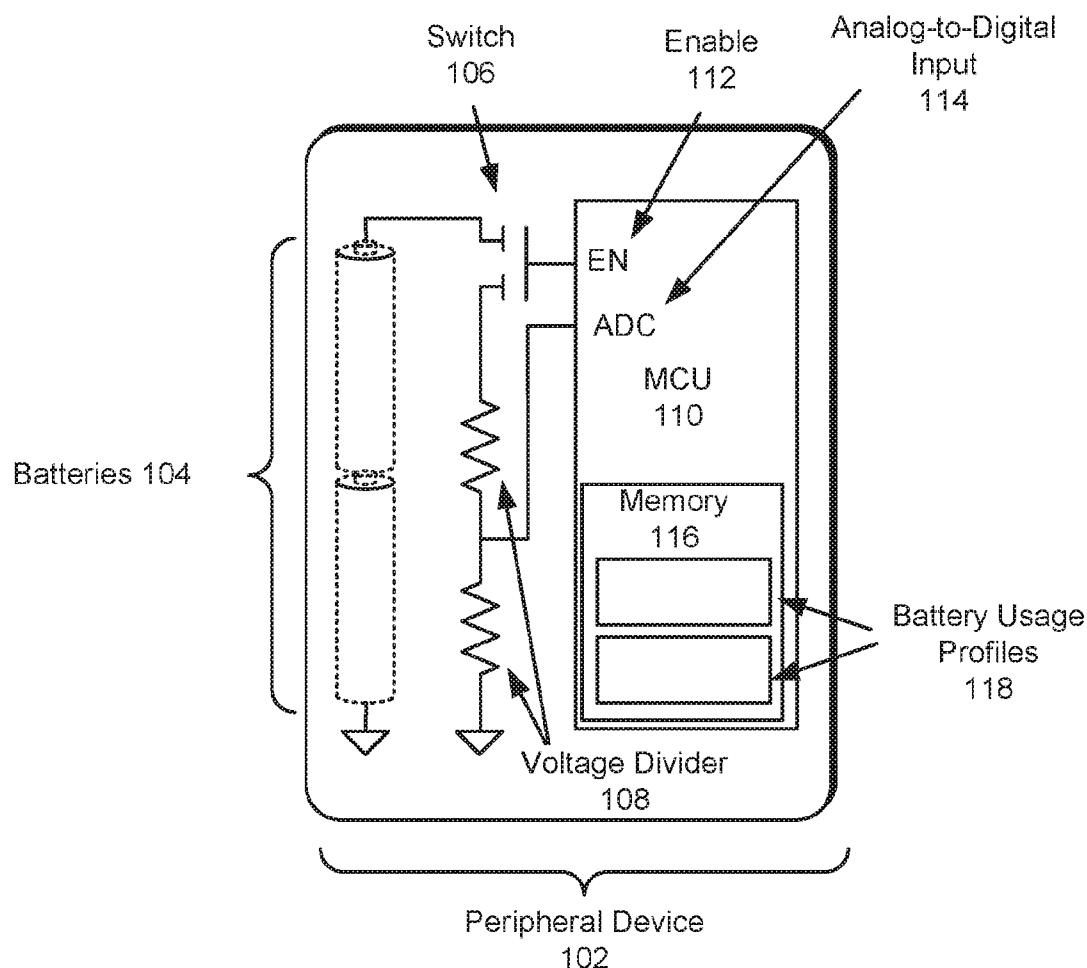 Switch
106
Enable
112
Analog-to-Digital
Input
114
EN
ADC
MCU
110
Batteries 104
Memory
116
Battery Usage
Profiles
118
Voltage Divider
108
Peripheral Device
102